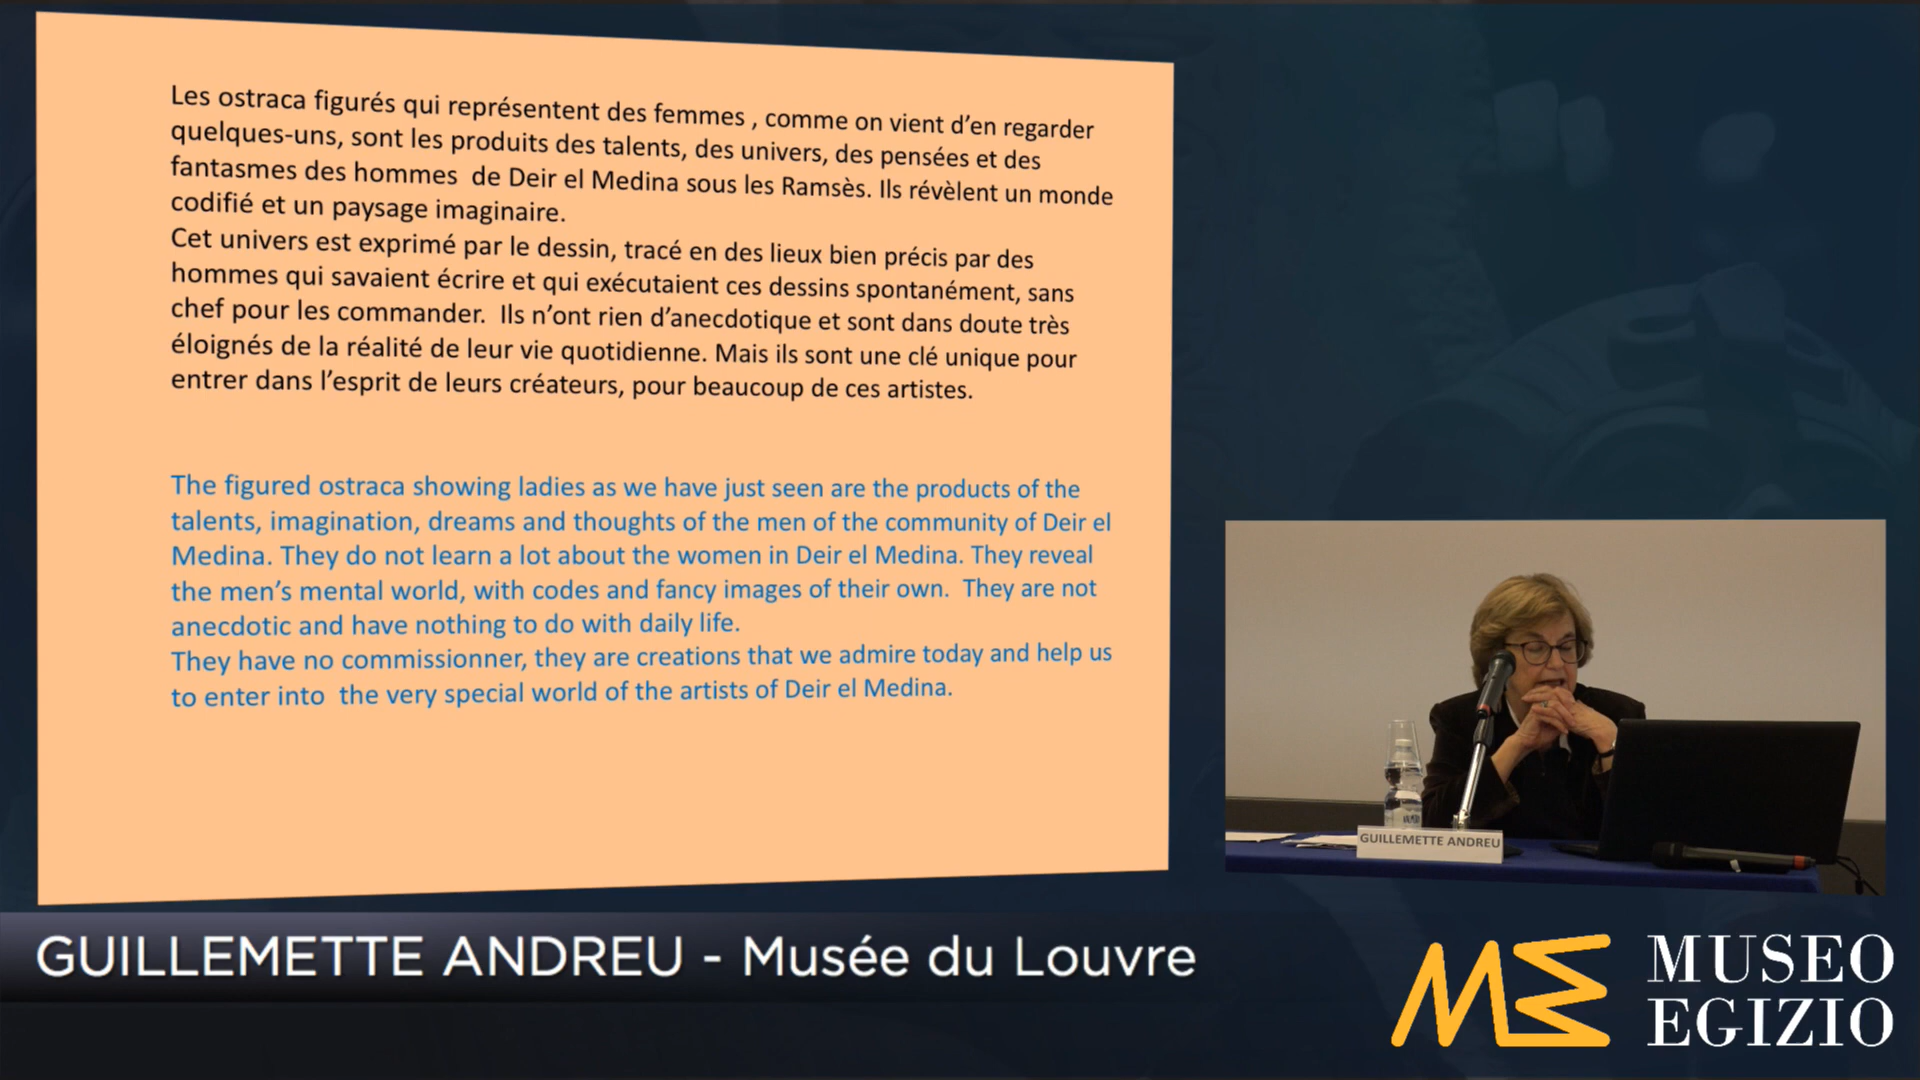 Les ostraca figurés qui représentent des femmes , comme on vient d’en regarder
quelques-uns, sont les produits des talents, des univers, des pensées et des
fantasmes des hommes de Deir el Medina sous les Ramsès. Ils révèlent un monde
codifié et un paysage imaginaire.
Cet univers est exprimé par le dessin, tracé en des lieux bien précis par des
hommes qui savaient écrire et qui exécutaient ces dessins spontanément, sans
chef pour les commander. Ils n’ont rien d’anecdotique et sont dans doute très
éloignés de la réalité de leur vie quotidienne. Mais ils sont une clé unique pour
entrer dans l’esprit de leurs créateurs, pour beaucoup de ces artistes.
The figured ostraca showing ladies as we have just seen are the products of the
talents, imagination, dreams and thoughts of the men of the community of Deir el
Medina. They do not learn a lot about the women in Deir el Medina. They reveal
the men’s mental world, with codes and fancy images of their own. They are not
anecdotic and have nothing to do with daily life.
They have no commissionner, they are creations that we admire today and help us
to enter into the very special world of the artists of Deir el Medina.
GUILLEMETTE ANDREU
GUILLEMETTE ANDREU - Musée du Louvre
ME
MUSEO
EGIZIO